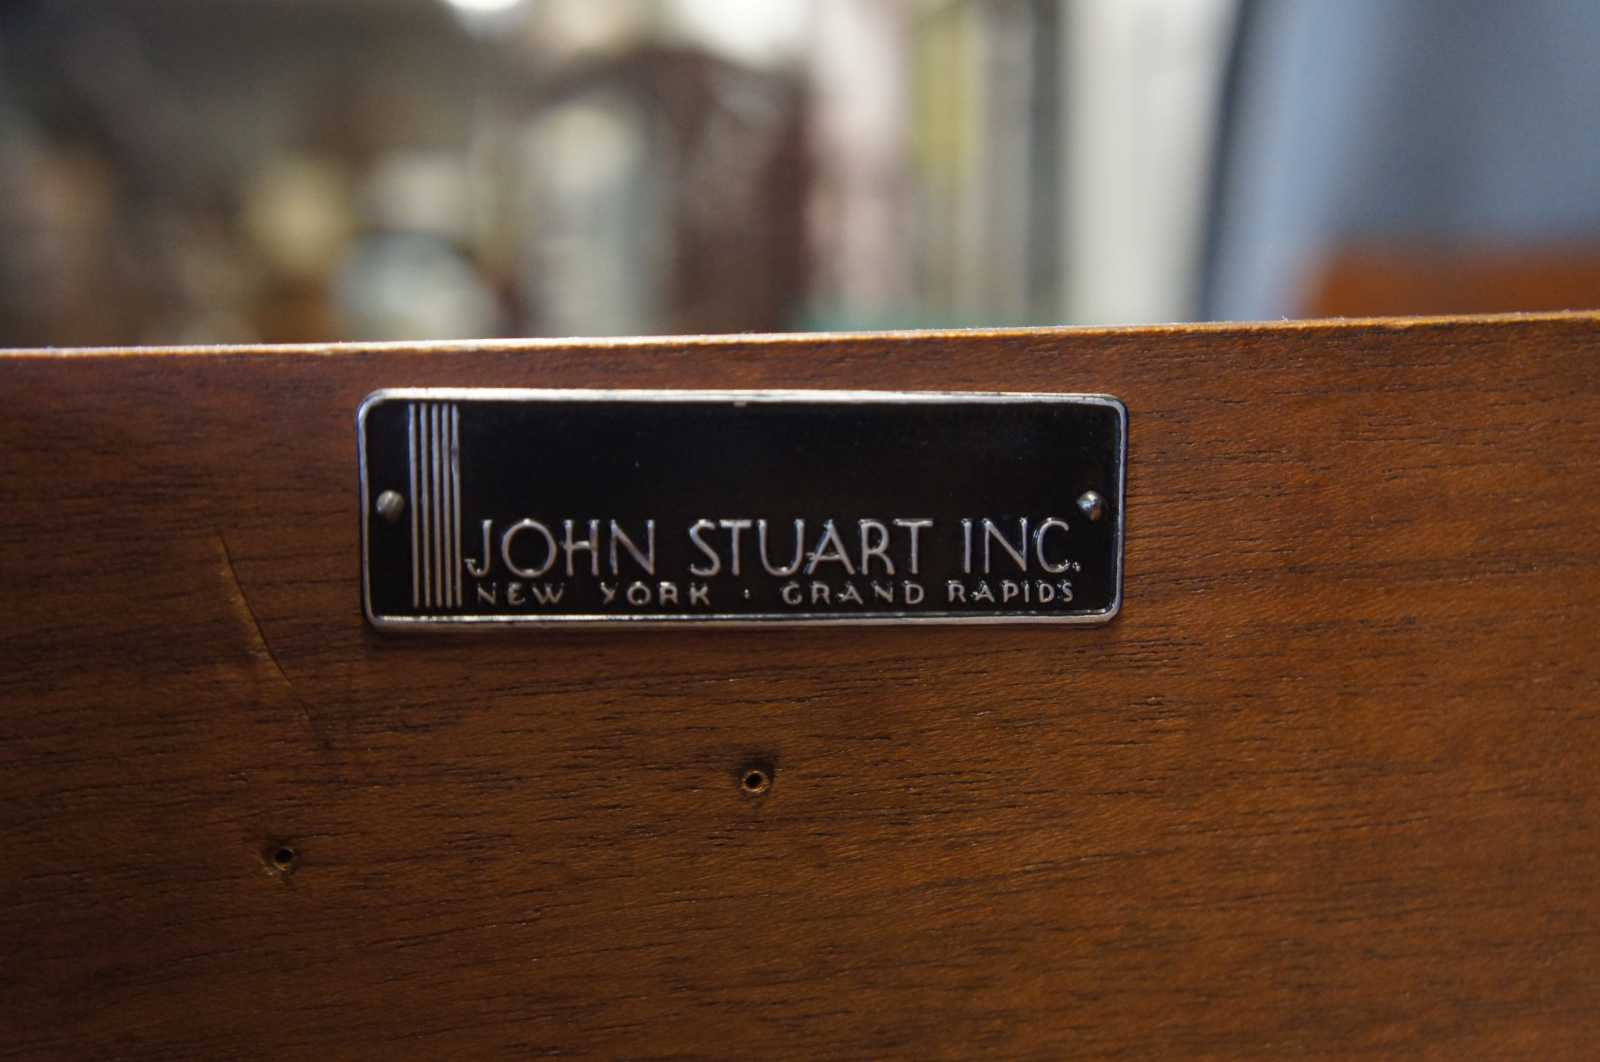 JOHN STUART INC.
NEW YORK · GRAND RAPIDS